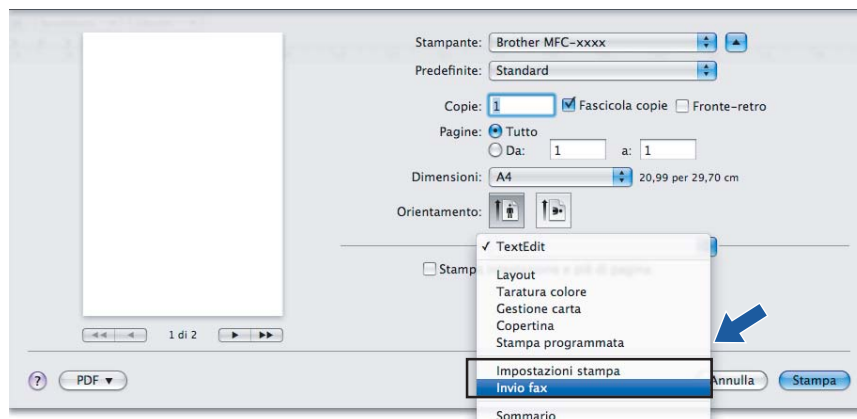 Stampante: Brother MFC-xxxx
Predefinite: Standard
Copie: 1 Fascicola copie Fronte-retro
Pagine: Tutto
Da: 1 a: 1
Dimensioni: A4 20,99 per 29,70 cm
Orientamento:
✓ TextEdit
Stampa
Layout
Taratura colore
Gestione carta
Copertina
Stampa programmata
1 di 2
Impostazioni stampa
Invio fax
? PDF Annulla Stampa
Sommario